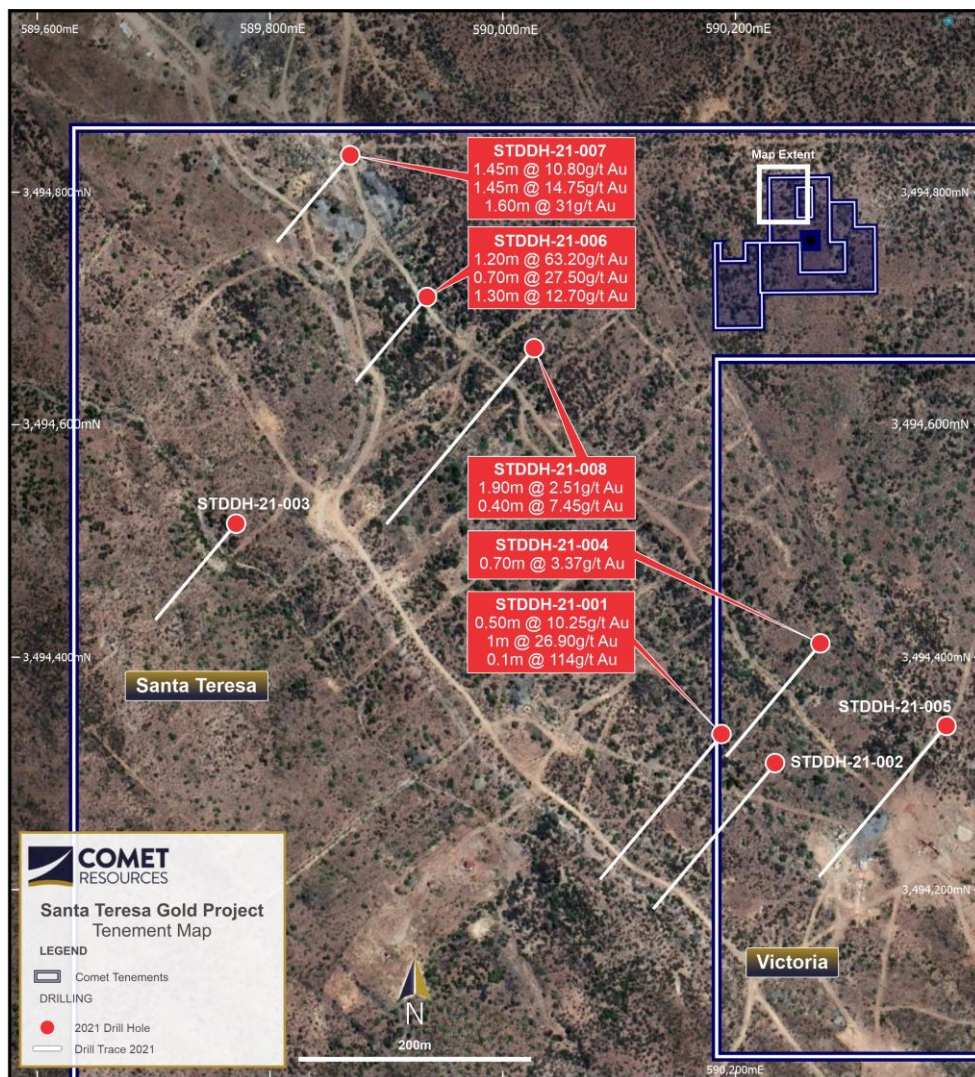 589,600mE
589,800mE
590,000mE
590,200mE
STDDH-21-007
1.45m @ 10.80g/t Au
1.45m @ 14.75g/t Au
1.60m @ 31g/t Au
Map Extent
3,494,800mN
3,494,800mN
STDDH-21-006
1.20m @ 63.20g/t Au
0.70m @ 27.50g/t Au
1.30m @ 12.70g/t Au
3,494,600mN
3,494,600mN
STDDH-21-008
1.90m @ 2.51g/t Au
0.40m @ 7.45g/t Au
STDDH-21-003
STDDH-21-004
0.70m @ 3.37g/t Au
STDDH-21-001
0.50m @ 10.25g/t Au
1m @ 26.90g/t Au
0.1m @ 114g/t Au
3,494,400mN
3,494,400mN
Santa Teresa
STDDH-21-005
STDDH-21-002
COMET
RESOURCES
Santa Teresa Gold Project
Tenement Map
LEGEND
Comet Tenements
DRILLING
2021 Drill Hole
Drill Trace 2021
3,494,200mN
Victoria
N
200m
590,200mE